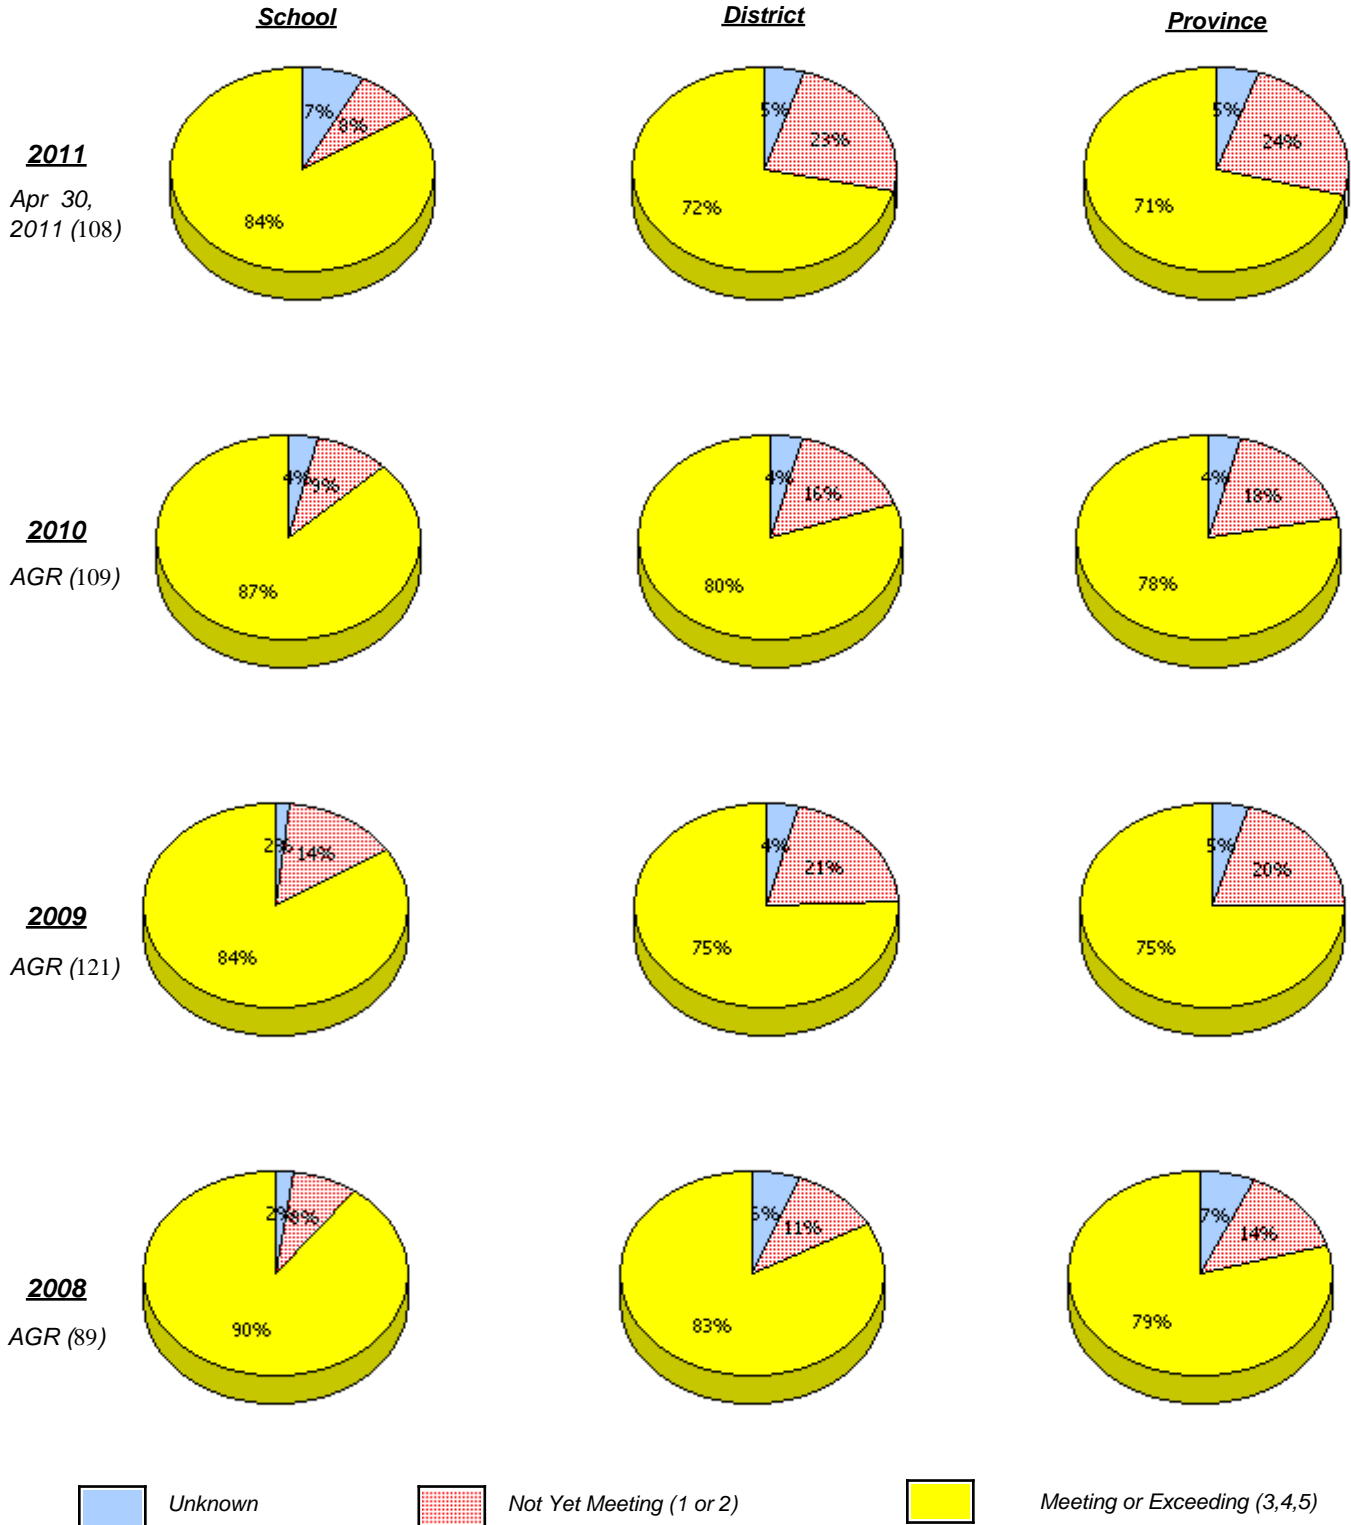 School District Province
7% 8% 84%
5% 23% 72%
5% 24% 71%
2011
Apr 30,
2011 (108)
4% 9% 87%
4% 16% 80%
4% 18% 78%
2010
AGR (109)
2% 14% 84%
4% 21% 75%
5% 20% 75%
2009
AGR (121)
2% 8% 90%
11% 83%
7% 14% 79%
2008
AGR (89)
Unknown Not Yet Meeting (1 or 2) Meeting or Exceeding (3,4,5)